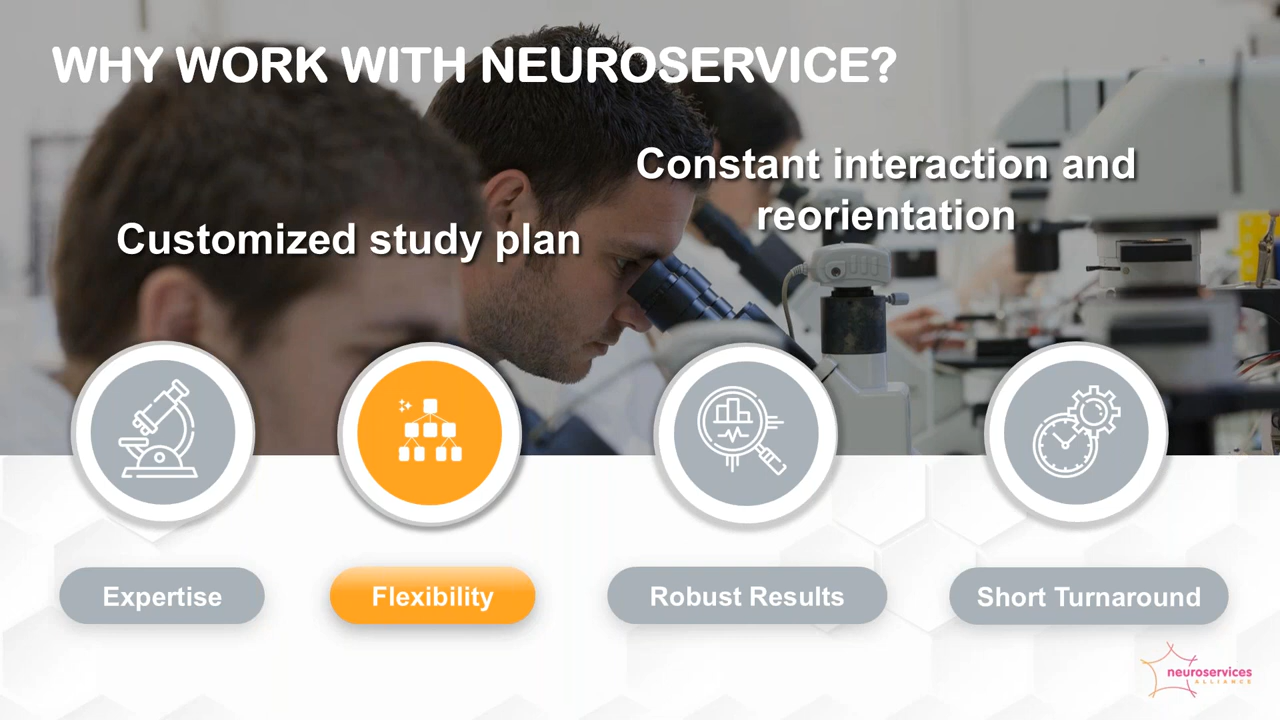 WHY WORK WITH NEUROSERVICE?
Constant interaction and
reorientation
Customized study plan
Expertise
Flexibility
Robust Results
Short Turnaround
neuroservices
ALLIANCE